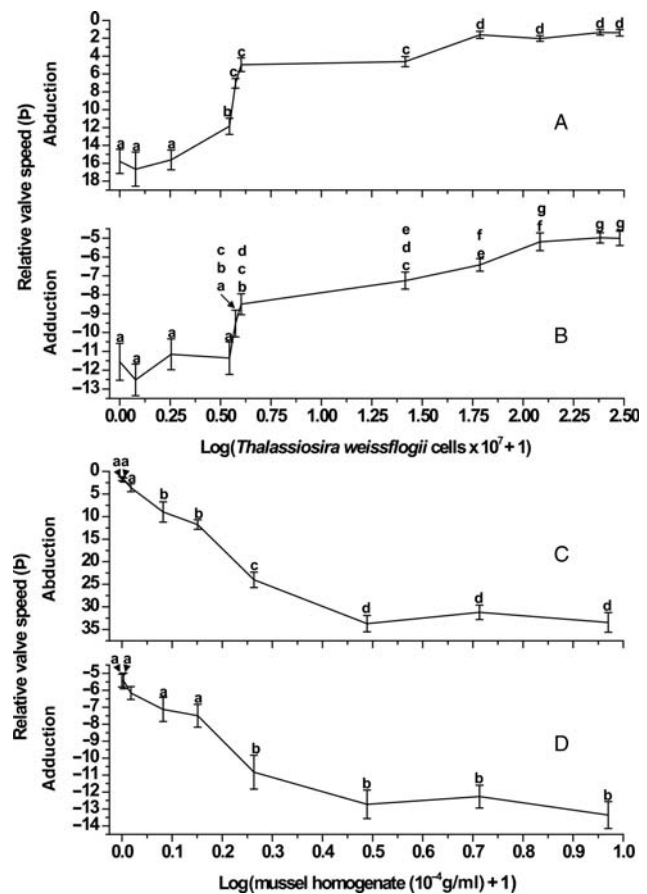 0
2
4
6
8
10
12
14
16
18
Abduction
a a a b c c c d d d d
A
Relative valve speed (Þ)
−5
−6
−7
−8
−9
−10
−11
−12
−13
Adduction
a a a a
c
b
a
d
c
b
e
d
c
f
e
g
f
g g
B
0.00 0.25 0.50 0.75 1.00 1.25 1.50 1.75 2.00 2.25 2.50
Log(Thalassiosira weissflogii cells x 10⁷ + 1)
0
5
10
15
20
25
30
35
Abduction
aa a b b c d d d
C
Relative valve speed (Þ)
−5
−6
−7
−8
−9
−10
−11
−12
−13
−14
Adduction
a a a a b b b b
D
0.0 0.1 0.2 0.3 0.4 0.5 0.6 0.7 0.8 0.9 1.0
Log(mussel homogenate (10⁻⁴g/ml) + 1)